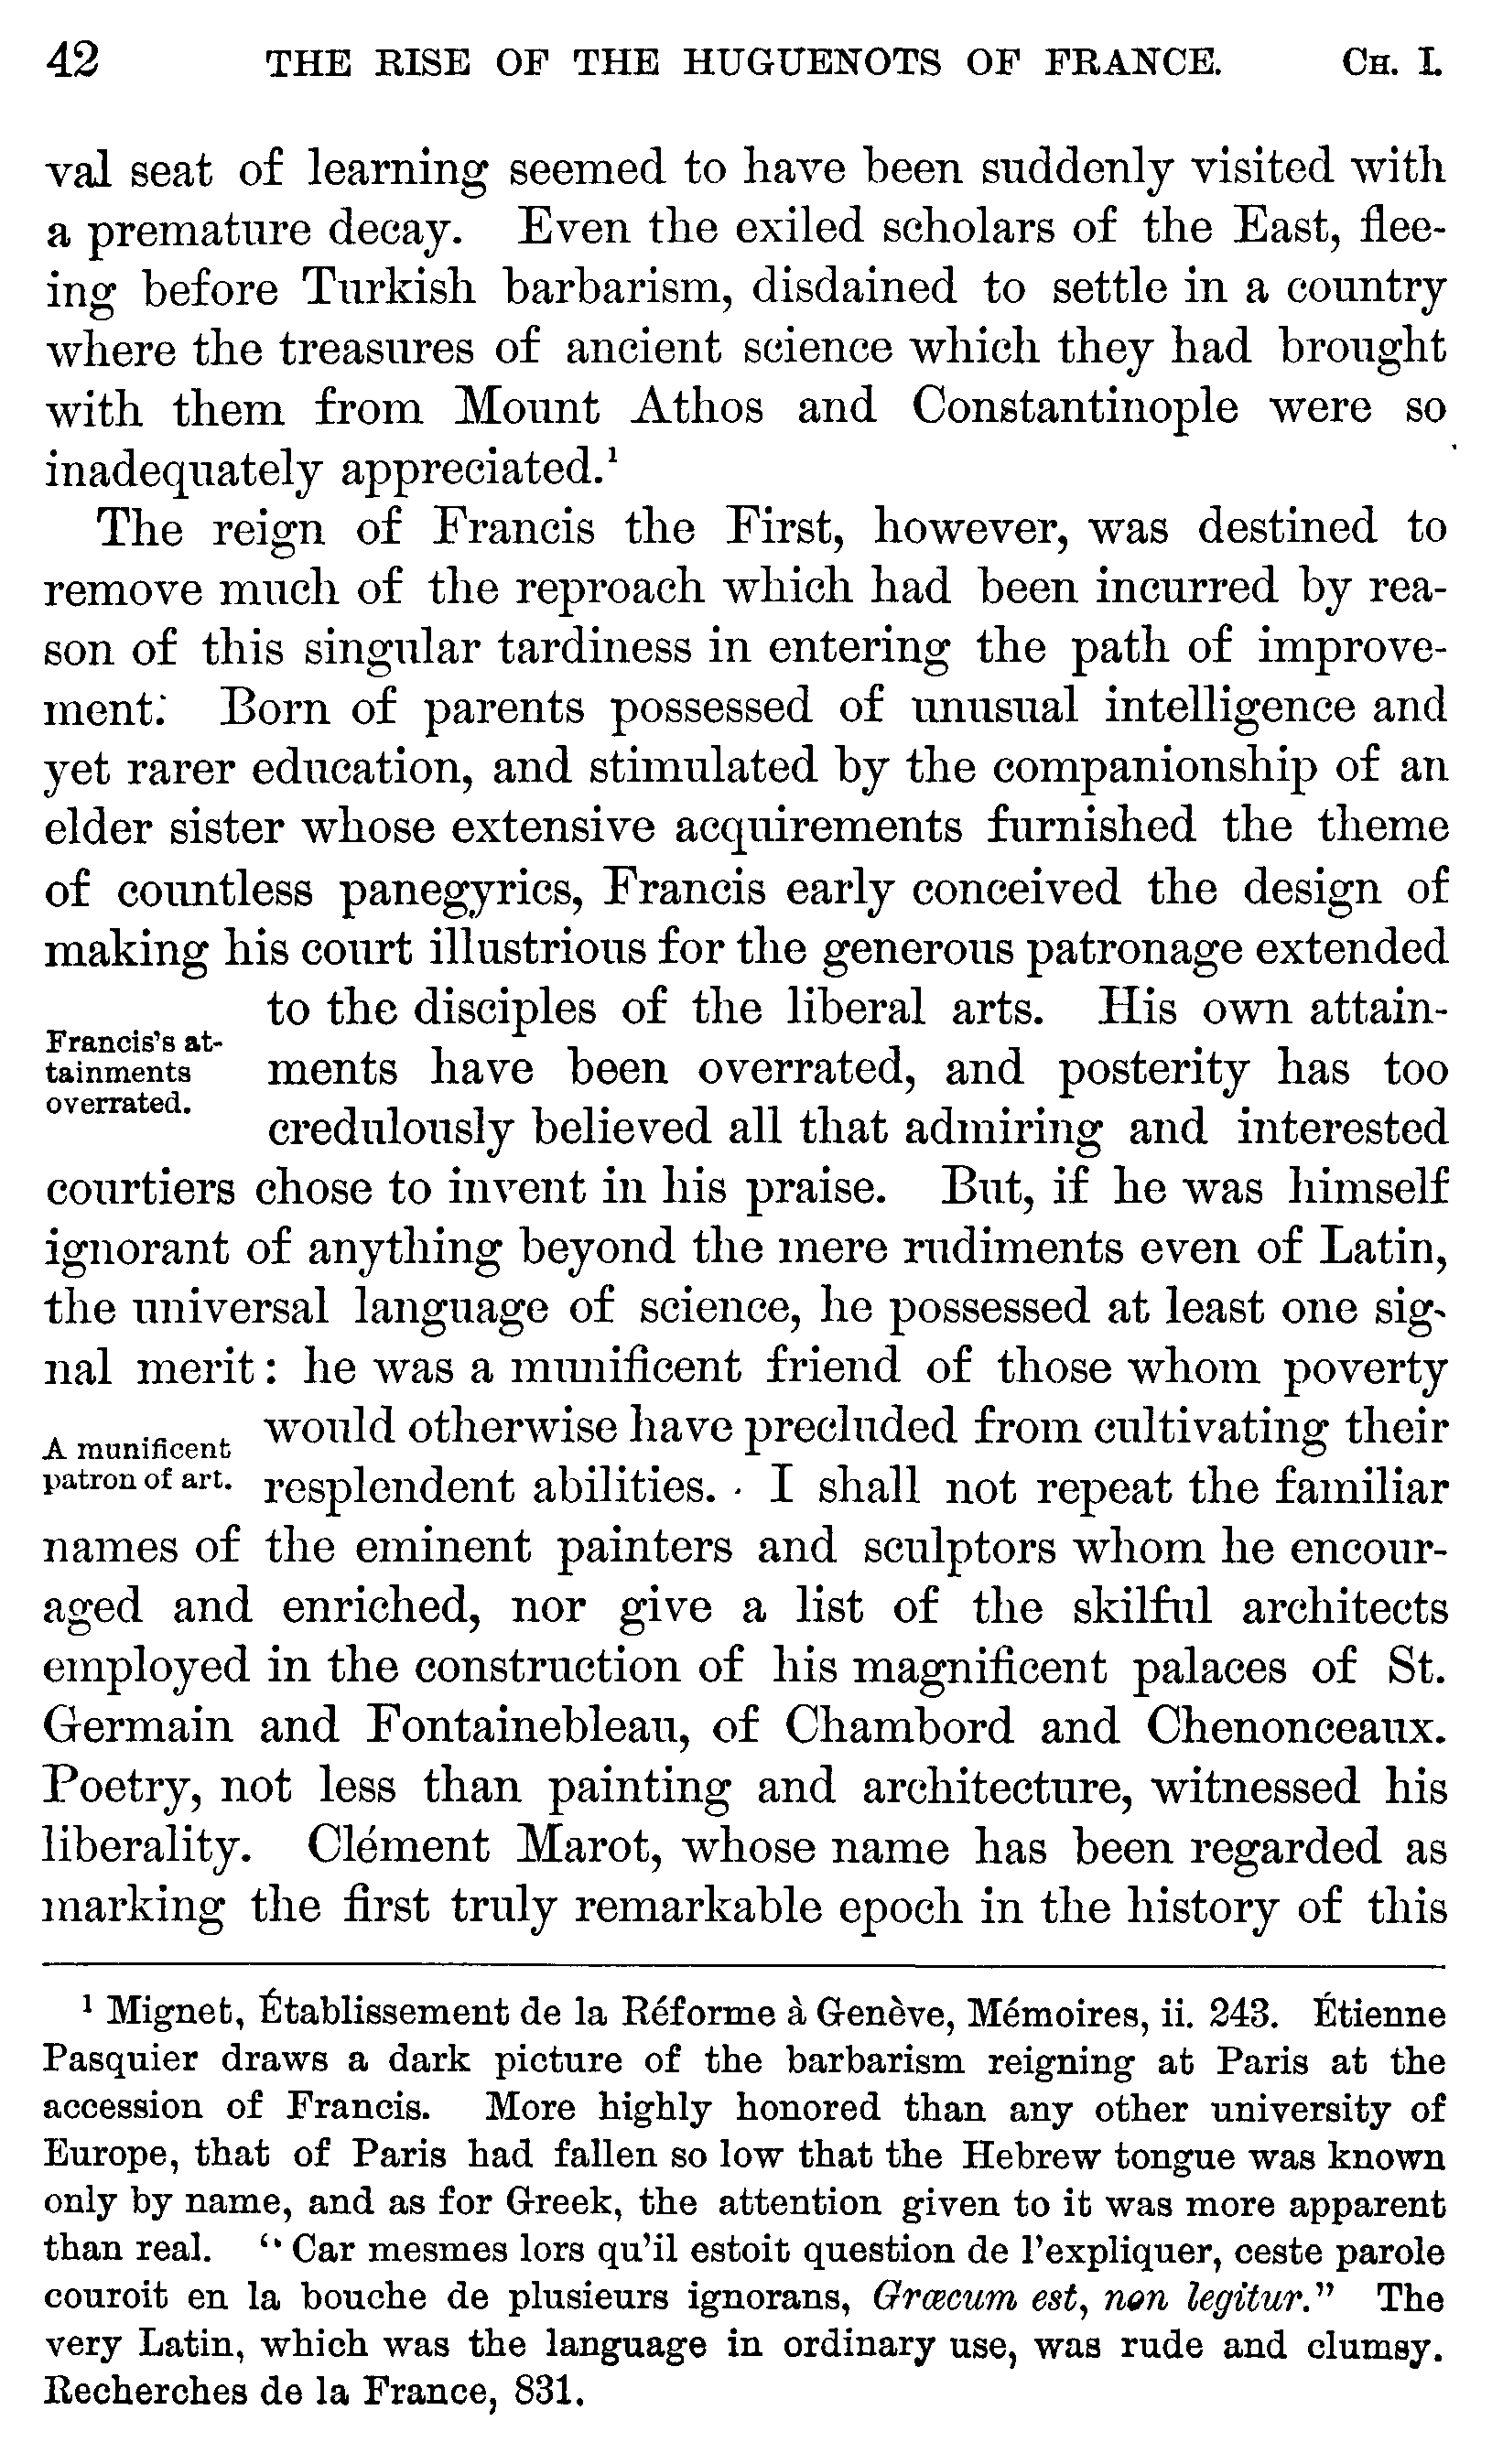 42 THE RISE OF THE HUGUENOTS OF FRANCE. CH. I.
val seat of learning seemed to have been suddenly visited with
a premature decay. Even the exiled scholars of the East, flee-
ing before Turkish barbarism, disdained to settle in a country
where the treasures of ancient science which they had brought
with them from Mount Athos and Constantinople were so
inadequately appreciated.¹
The reign of Francis the First, however, was destined to
remove much of the reproach which had been incurred by rea-
son of this singular tardiness in entering the path of improve-
ment. Born of parents possessed of unusual intelligence and
yet rarer education, and stimulated by the companionship of an
elder sister whose extensive acquirements furnished the theme
of countless panegyrics, Francis early conceived the design of
making his court illustrious for the generous patronage extended
to the disciples of the liberal arts. His own attain-
Francis's at-
tainments
overrated.
ments have been overrated, and posterity has too
credulously believed all that admiring and interested
courtiers chose to invent in his praise. But, if he was himself
ignorant of anything beyond the mere rudiments even of Latin,
the universal language of science, he possessed at least one sig-
nal merit: he was a munificent friend of those whom poverty
A munificent
patron of art.
would otherwise have precluded from cultivating their
resplendent abilities. I shall not repeat the familiar
names of the eminent painters and sculptors whom he encour-
aged and enriched, nor give a list of the skilful architects
employed in the construction of his magnificent palaces of St.
Germain and Fontainebleau, of Chambord and Chenonceaux.
Poetry, not less than painting and architecture, witnessed his
liberality. Clément Marot, whose name has been regarded as
marking the first truly remarkable epoch in the history of this
¹ Mignet, Établissement de la Réforme à Genève, Mémoires, ii. 243. Étienne
Pasquier draws a dark picture of the barbarism reigning at Paris at the
accession of Francis. More highly honored than any other university of
Europe, that of Paris had fallen so low that the Hebrew tongue was known
only by name, and as for Greek, the attention given to it was more apparent
than real. “Car mesmes lors qu'il estoit question de l'expliquer, ceste parole
couroit en la bouche de plusieurs ignorans, Græcum est, non legitur.” The
very Latin, which was the language in ordinary use, was rude and clumsy.
Recherches de la France, 831.